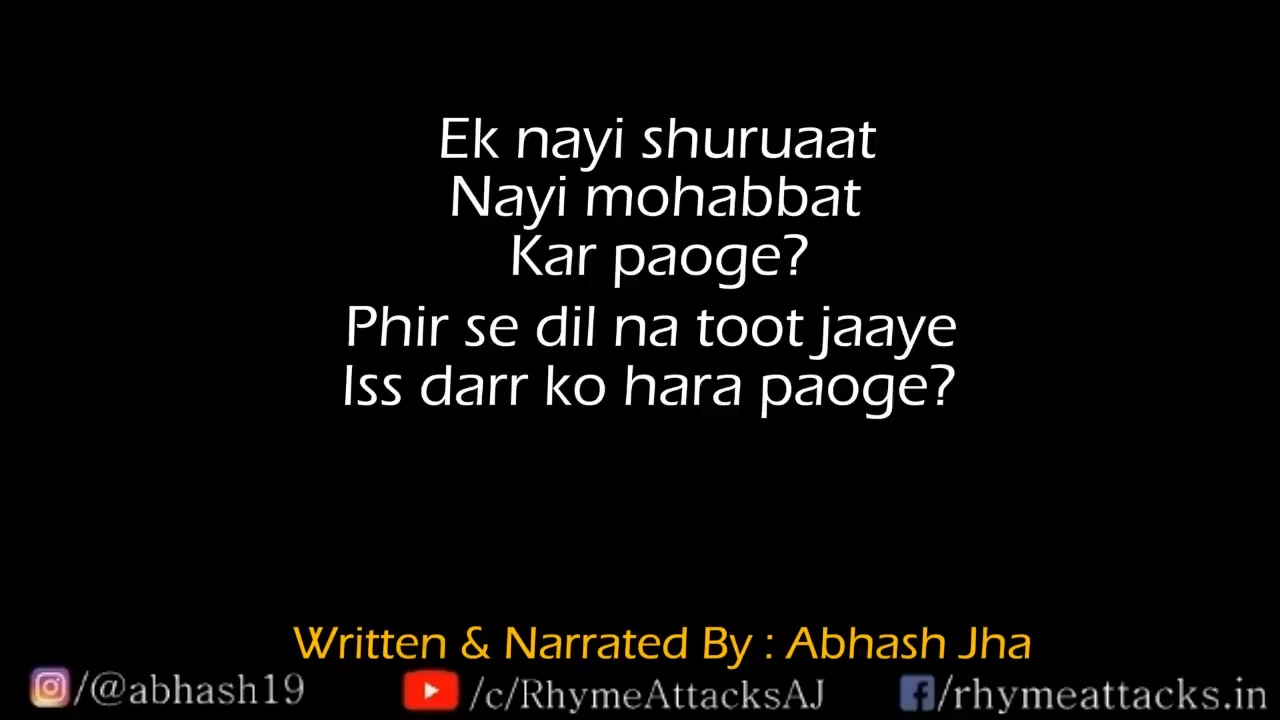 Ek nayi shuruaat
Nayi mohabbat
Kar paoge?
Phir se dil na toot jaaye
Iss darr ko hara paoge?
Written & Narrated By : Abhash Jha
/@abhash19 /c/RhymeAttacksAJ /rhymeattacks.in